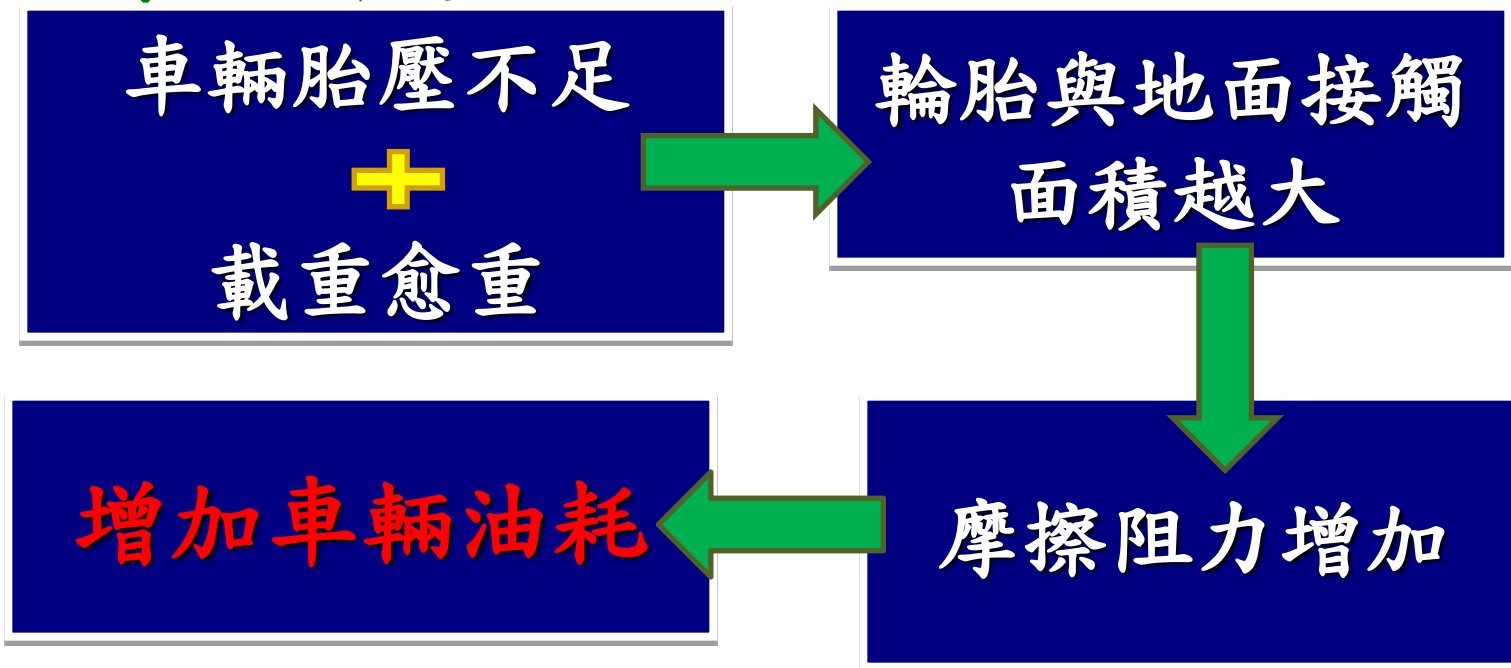 車輛胎壓不足
載重愈重
輪胎與地面接觸
面積越大
摩擦阻力增加
增加車輛油耗